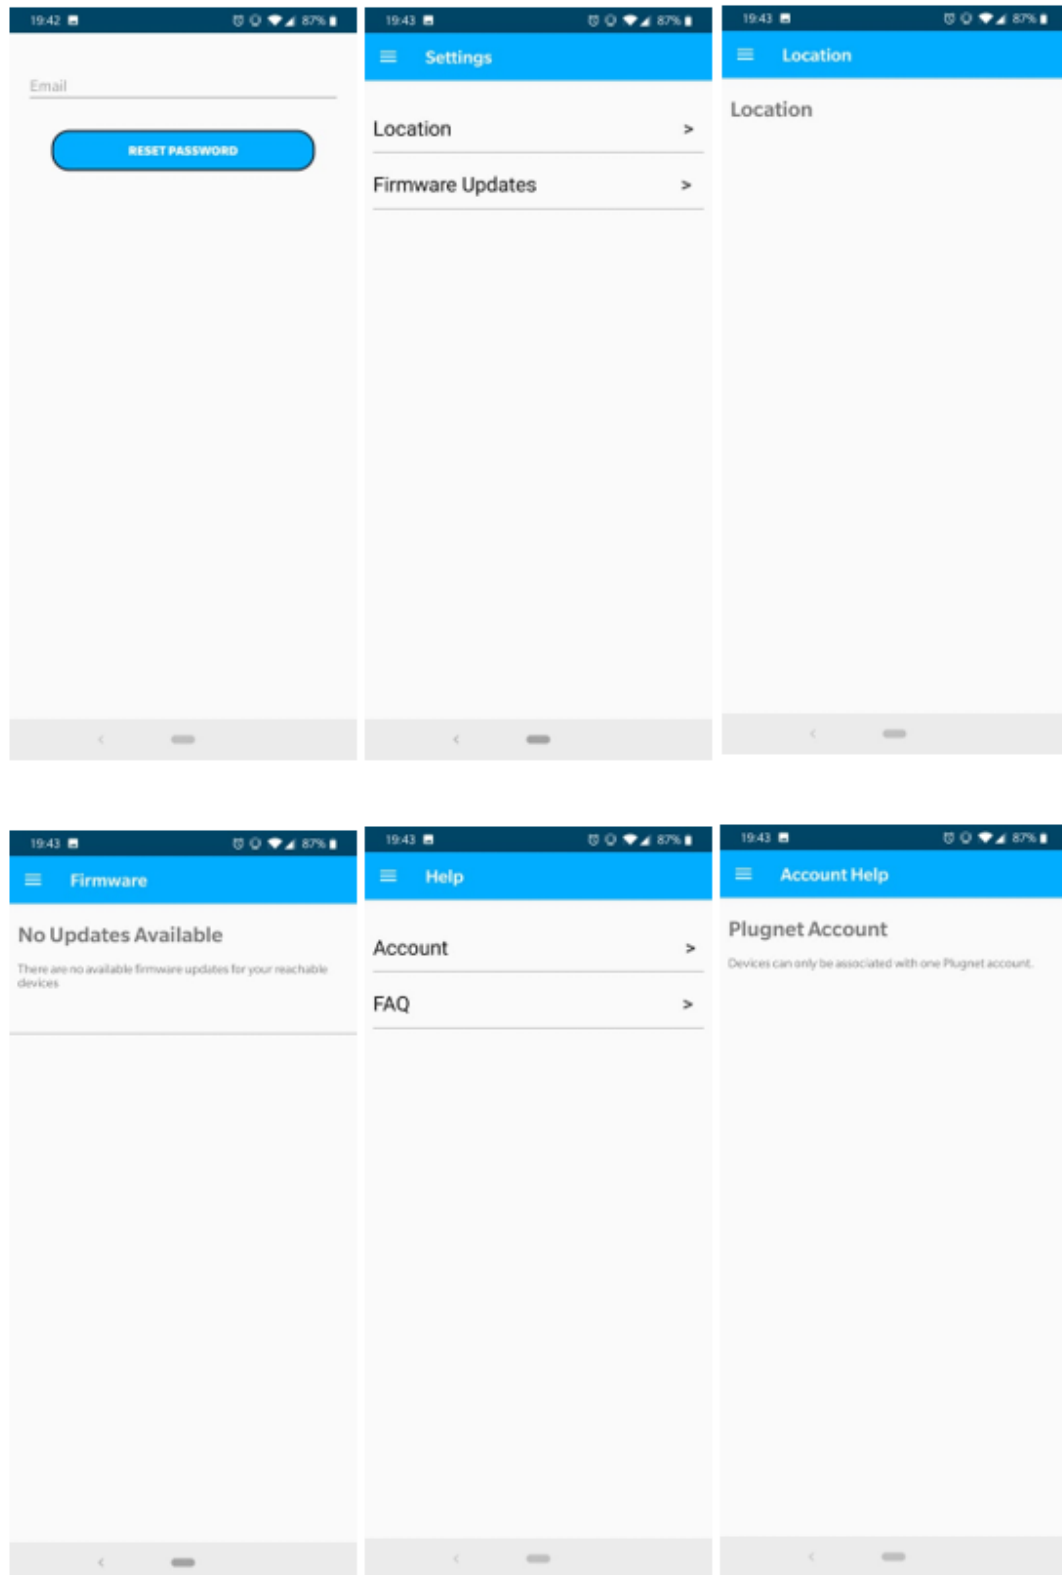 19:42
87%
Email
RESET PASSWORD
19:43
87%
Settings
Location >
Firmware Updates >
19:43
87%
Location
Location
19:43
87%
Firmware
No Updates Available
There are no available firmware updates for your reachable
devices
19:43
87%
Help
Account >
FAQ >
19:43
87%
Account Help
Plugnet Account
Devices can only be associated with one Plugnet account.